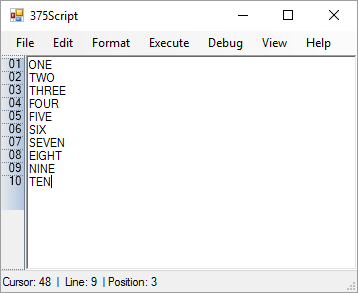 375Script
File Edit Format Execute Debug View Help
01 ONE
02 TWO
03 THREE
04 FOUR
05 FIVE
06 SIX
07 SEVEN
08 EIGHT
09 NINE
10 TEN
Cursor: 48 | Line: 9 | Position: 3